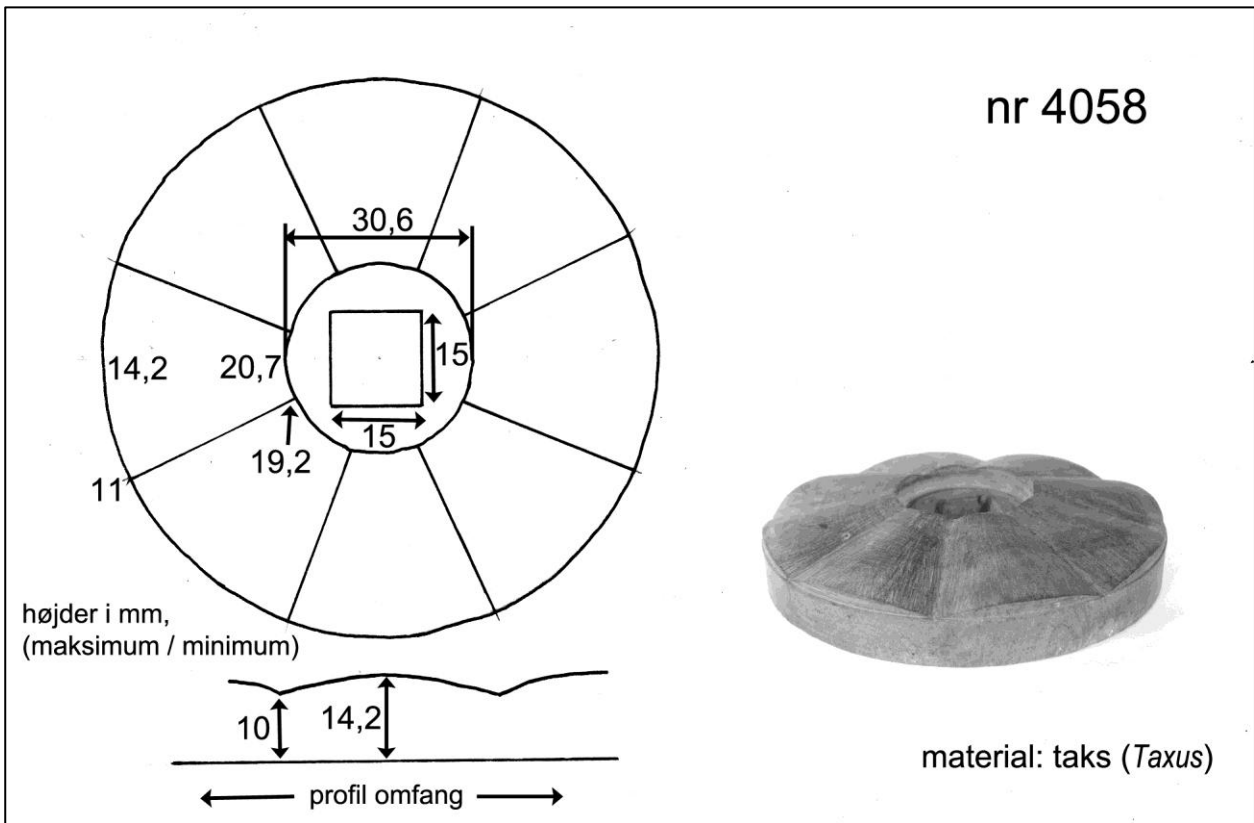 nr 4058
30,6
14,2
20,7
15
15
19,2
11
højder i mm,
(maksimum / minimum)
10
14,2
profil omfang
material: taks (Taxus)